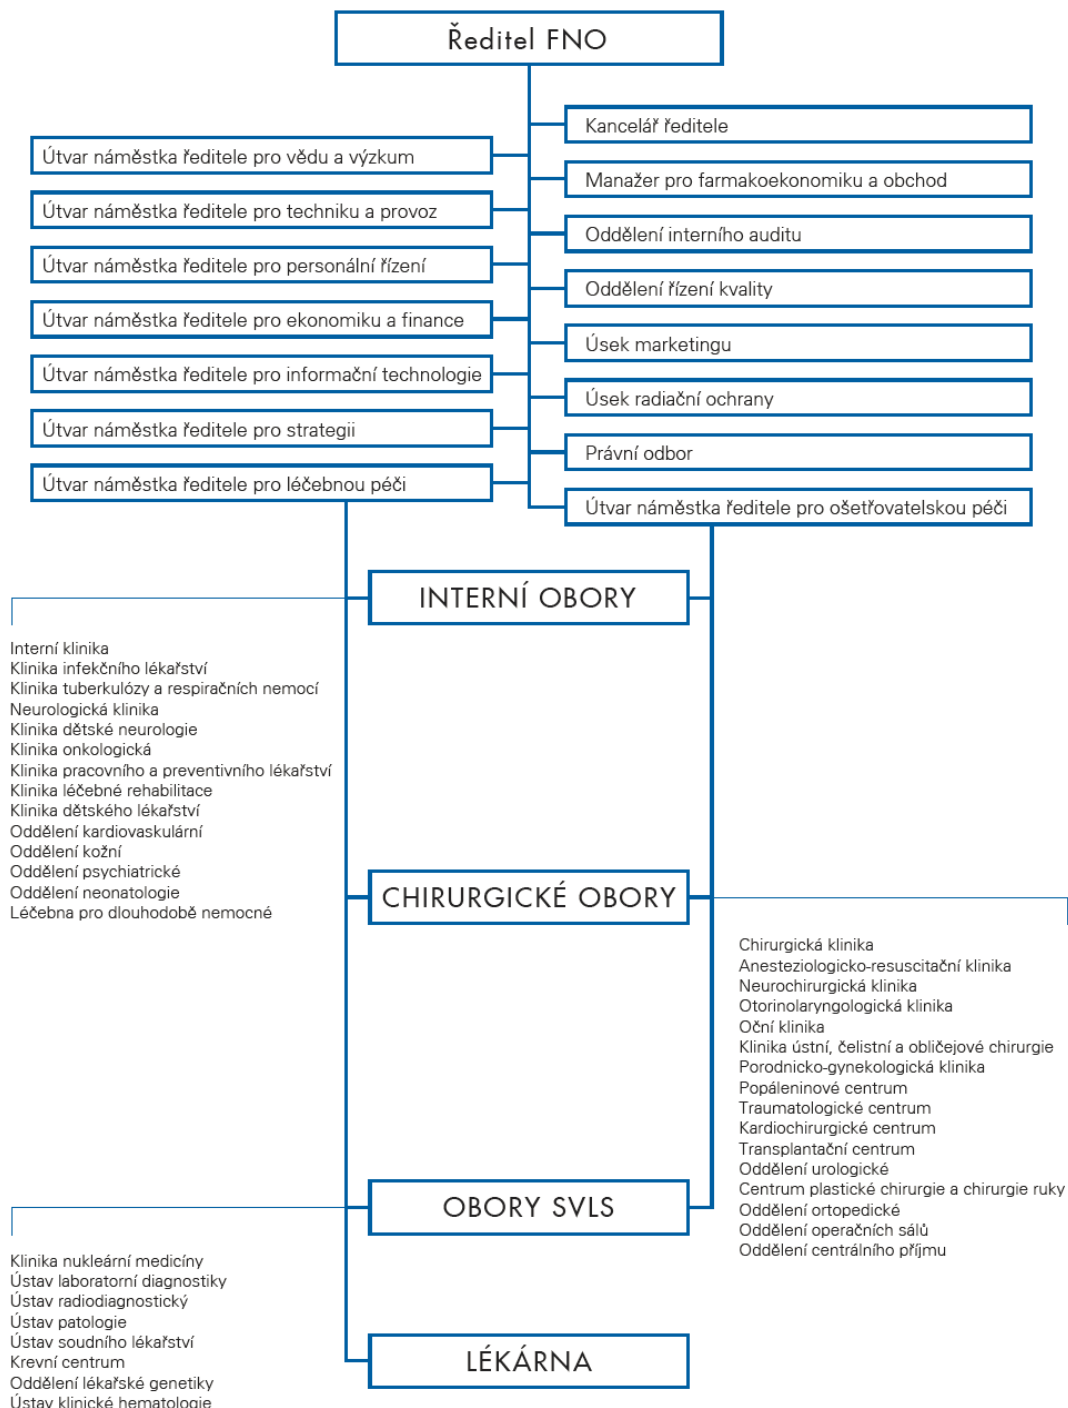 Ředitel FNO
Kancelář ředitele
Útvar náměstka ředitele pro vědu a výzkum
Manažer pro farmakoekonomiku a obchod
Útvar náměstka ředitele pro techniku a provoz
Oddělení interního auditu
Útvar náměstka ředitele pro personální řízení
Oddělení řízení kvality
Útvar náměstka ředitele pro ekonomiku a finance
Úsek marketingu
Útvar náměstka ředitele pro informační technologie
Úsek radiační ochrany
Útvar náměstka ředitele pro strategii
Právní odbor
Útvar náměstka ředitele pro léčebnou péči
Útvar náměstka ředitele pro ošetřovatelskou péči
INTERNÍ OBORY
Interní klinika
Klinika infekčního lékařství
Klinika tuberkulózy a respiračních nemocí
Neurologická klinika
Klinika dětské neurologie
Klinika onkologická
Klinika pracovního a preventivního lékařství
Klinika léčebné rehabilitace
Klinika dětského lékařství
Oddělení kardiovaskulární
Oddělení kožní
Oddělení psychiatrické
Oddělení neonatologie
Léčebna pro dlouhodobě nemocné
CHIRURGICKÉ OBORY
Chirurgická klinika
Anesteziologicko-resuscitační klinika
Neurochirurgická klinika
Otorinolaryngologická klinika
Oční klinika
Klinika ústní, čelistní a obličejové chirurgie
Porodnicko-gynekologická klinika
Popáleninové centrum
Traumatologické centrum
Kardiochirurgické centrum
Transplantační centrum
Oddělení urologické
Centrum plastické chirurgie a chirurgie ruky
Oddělení ortopedické
Oddělení operačních sálů
Oddělení centrálního příjmu
OBORY SVLS
Klinika nukleární medicíny
Ústav laboratorní diagnostiky
Ústav radiodiagnostický
Ústav patologie
Ústav soudního lékařství
Krevní centrum
Oddělení lékařské genetiky
Ústav klinické hematologie
LÉKÁRNA